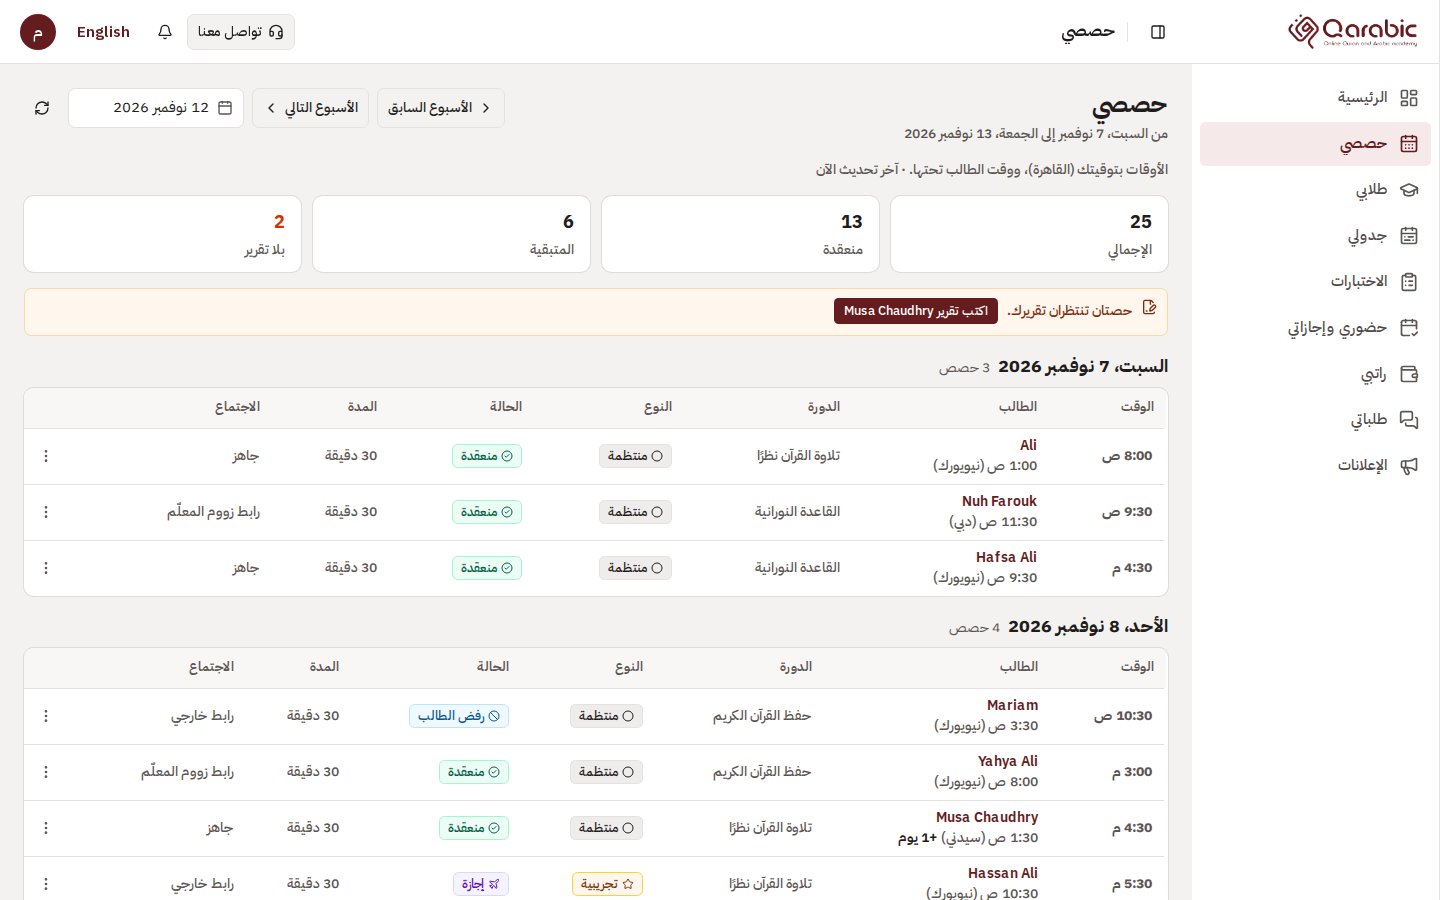 Qarabic
Online Quran and Arabic academy
حصصي
تواصل معنا
English
م
الرئيسية
حصصي
طلابي
جدولي
الاختبارات
حضوري وإجازاتي
راتبي
طلباتي
الإعلانات
حصصي
من السبت، 7 نوفمبر إلى الجمعة، 13 نوفمبر 2026
الأسبوع السابق
الأسبوع التالي
12 نوفمبر 2026
الأوقات بتوقيتك (القاهرة)، ووقت الطالب تحتها. · آخر تحديث الآن
25
الإجمالي
13
منعقدة
6
المتبقية
2
بلا تقرير
حصتان تنتظران تقريرك. اكتب تقرير Musa Chaudhry
السبت، 7 نوفمبر 2026 3 حصص
الوقت الطالب الدورة النوع الحالة المدة الاجتماع
8:00 ص Ali تلاوة القرآن نظرًا منتظمة منعقدة 30 دقيقة جاهز
1:00 ص (نيويورك)
9:30 ص Nuh Farouk القاعدة النورانية منتظمة منعقدة 30 دقيقة رابط زووم المعلّم
11:30 ص (دبي)
4:30 م Hafsa Ali القاعدة النورانية منتظمة منعقدة 30 دقيقة جاهز
9:30 ص (نيويورك)
الأحد، 8 نوفمبر 2026 4 حصص
الوقت الطالب الدورة النوع الحالة المدة الاجتماع
10:30 ص Mariam حفظ القرآن الكريم منتظمة رفض الطالب 30 دقيقة رابط خارجي
3:30 ص (نيويورك)
3:00 م Yahya Ali حفظ القرآن الكريم منتظمة منعقدة 30 دقيقة رابط زووم المعلّم
8:00 ص (نيويورك)
4:30 م Musa Chaudhry تلاوة القرآن نظرًا منتظمة منعقدة 30 دقيقة جاهز
1:30 ص (سيدني) +1 يوم
5:30 م Hassan Ali تلاوة القرآن نظرًا تجريبية إجازة 30 دقيقة رابط خارجي
10:30 ص (نيويورك)